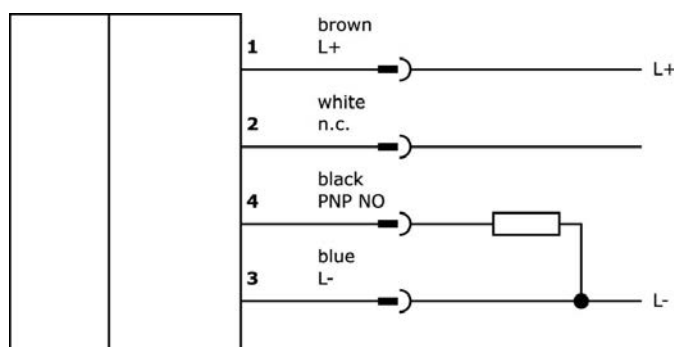 brown
1 L+
L+
white
2 n.c.
black
4 PNP NO
blue
3 L-
L-